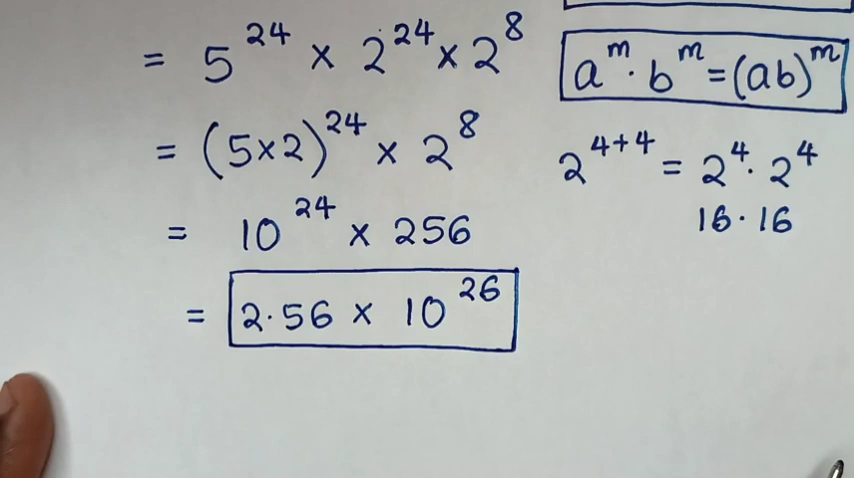 = 5^24 × 2^24 × 2^8
= (5×2)^24 × 2^8
= 10^24 × 256
= 2.56 × 10^26
a^m · b^m = (ab)^m
2^4+4 = 2^4 · 2^4
16 · 16